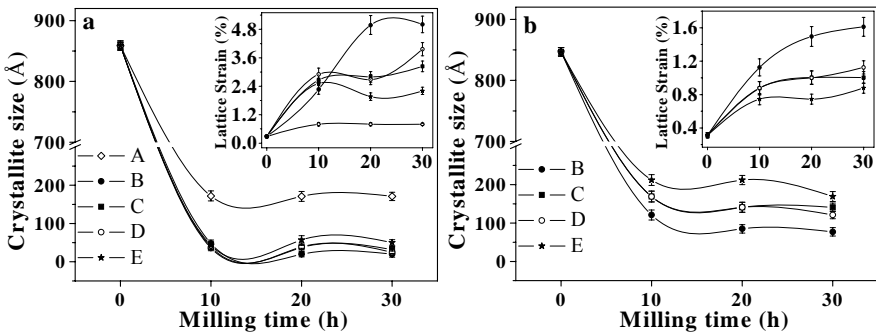 a
Crystallite size (Å)
900
850
800
700
200
100
0
A
B
C
D
E
0 10 20 30
Milling time (h)
Lattice Strain (%)
4.8
3.6
2.4
1.2
0.0
0 10 20 30
b
Crystallite size (Å)
900
800
700
300
200
100
0
B
C
D
E
0 10 20 30
Milling time (h)
Lattice Strain (%)
1.6
1.2
0.8
0.4
0 10 20 30